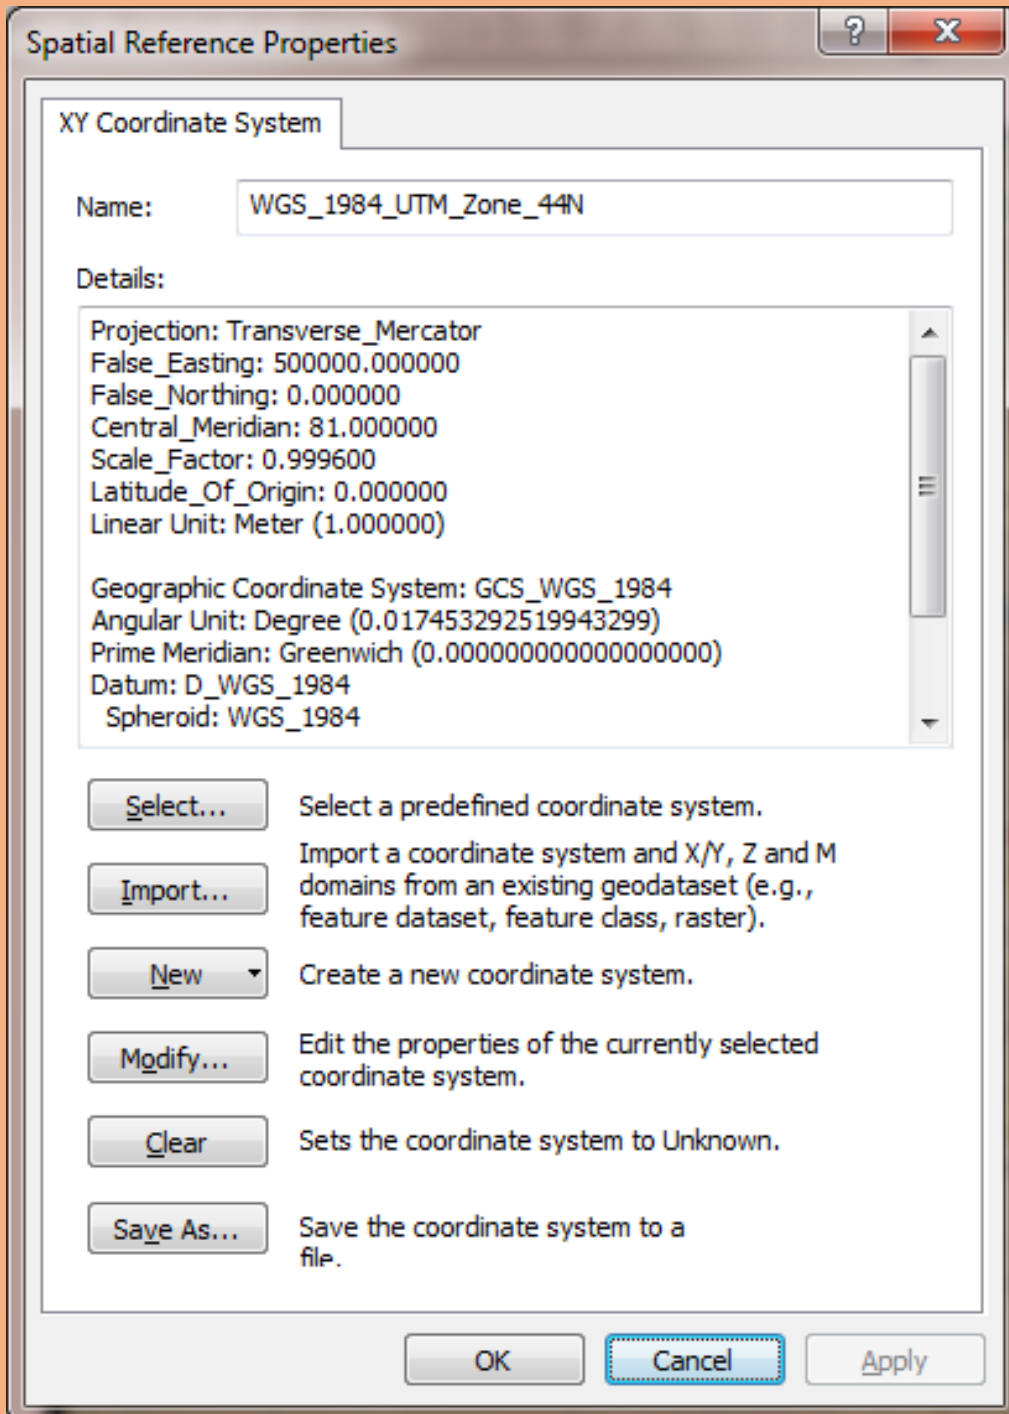 Spatial Reference Properties
XY Coordinate System
Name: WGS_1984_UTM_Zone_44N
Details:
Projection: Transverse_Mercator
False_Easting: 500000.000000
False_Northing: 0.000000
Central_Meridian: 81.000000
Scale_Factor: 0.999600
Latitude_Of_Origin: 0.000000
Linear Unit: Meter (1.000000)
Geographic Coordinate System: GCS_WGS_1984
Angular Unit: Degree (0.017453292519943299)
Prime Meridian: Greenwich (0.000000000000000000)
Datum: D_WGS_1984
Spheroid: WGS_1984
Select... Select a predefined coordinate system.
Import... Import a coordinate system and X/Y, Z and M
domains from an existing geodataset (e.g.,
feature dataset, feature class, raster).
New Create a new coordinate system.
Modify... Edit the properties of the currently selected
coordinate system.
Clear Sets the coordinate system to Unknown.
Save As... Save the coordinate system to a
file.
OK Cancel Apply